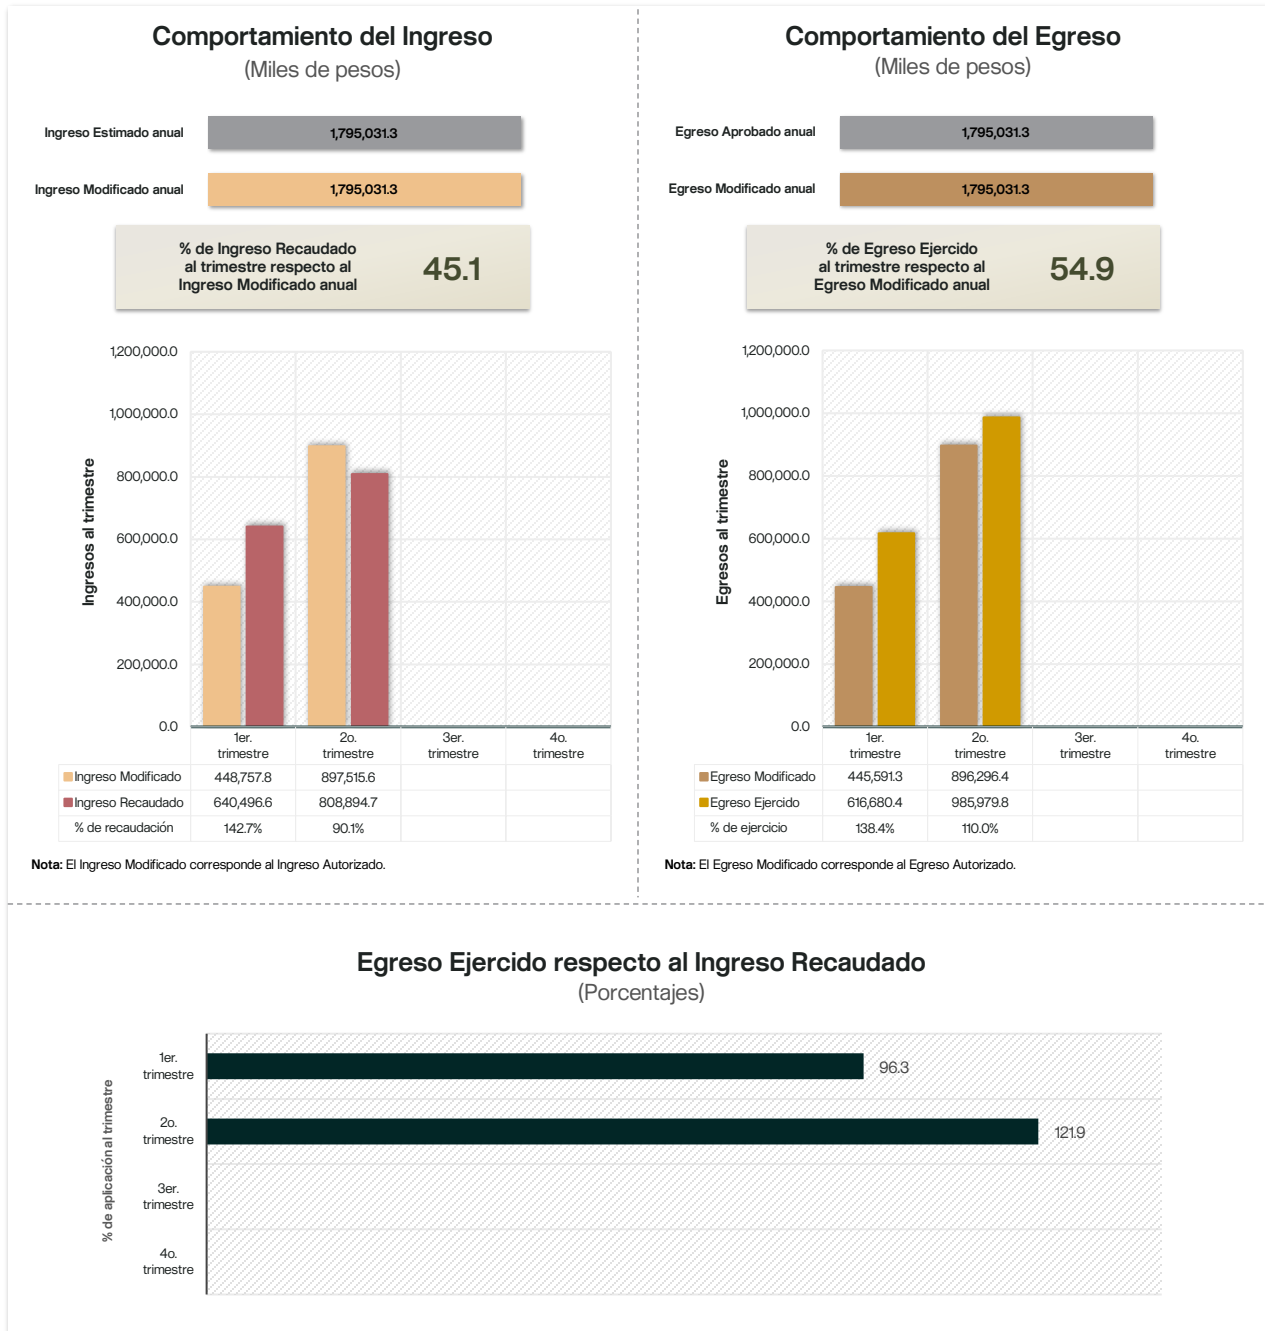 Comportamiento del Ingreso
(Miles de pesos)
Ingreso Estimado anual 1,795,031.3
Ingreso Modificado anual 1,795,031.3
% de Ingreso Recaudado
al trimestre respecto al
Ingreso Modificado anual
45.1
Ingresos al trimestre
1,200,000.0
1,000,000.0
800,000.0
600,000.0
400,000.0
200,000.0
0.0
1er. trimestre 2o. trimestre 3er. trimestre 4o. trimestre
Ingreso Modificado 448,757.8 897,515.6
Ingreso Recaudado 640,496.6 808,894.7
% de recaudación 142.7% 90.1%
Nota: El Ingreso Modificado corresponde al Ingreso Autorizado.
Comportamiento del Egreso
(Miles de pesos)
Egreso Aprobado anual 1,795,031.3
Egreso Modificado anual 1,795,031.3
% de Egreso Ejercido
al trimestre respecto al
Egreso Modificado anual
54.9
Egresos al trimestre
1,200,000.0
1,000,000.0
800,000.0
600,000.0
400,000.0
200,000.0
0.0
1er. trimestre 2o. trimestre 3er. trimestre 4o. trimestre
Egreso Modificado 445,591.3 896,296.4
Egreso Ejercido 616,680.4 985,979.8
% de ejercicio 138.4% 110.0%
Nota: El Egreso Modificado corresponde al Egreso Autorizado.
Egreso Ejercido respecto al Ingreso Recaudado
(Porcentajes)
% de aplicación al trimestre
1er.
trimestre
96.3
2o.
trimestre
121.9
3er.
trimestre
4o.
trimestre